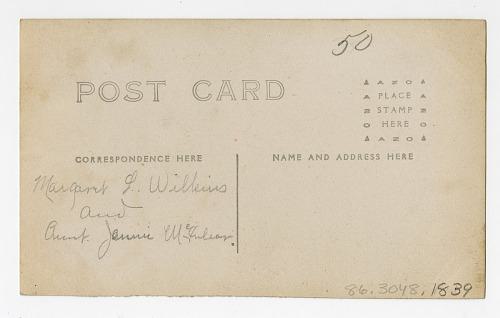 50
POST CARD
AZO
PLACE
STAMP
HERE
AZO
CORRESPONDENCE HERE
NAME AND ADDRESS HERE
Margaret L. Wilkins
and
Aunt. Jennie
86.3048.1839